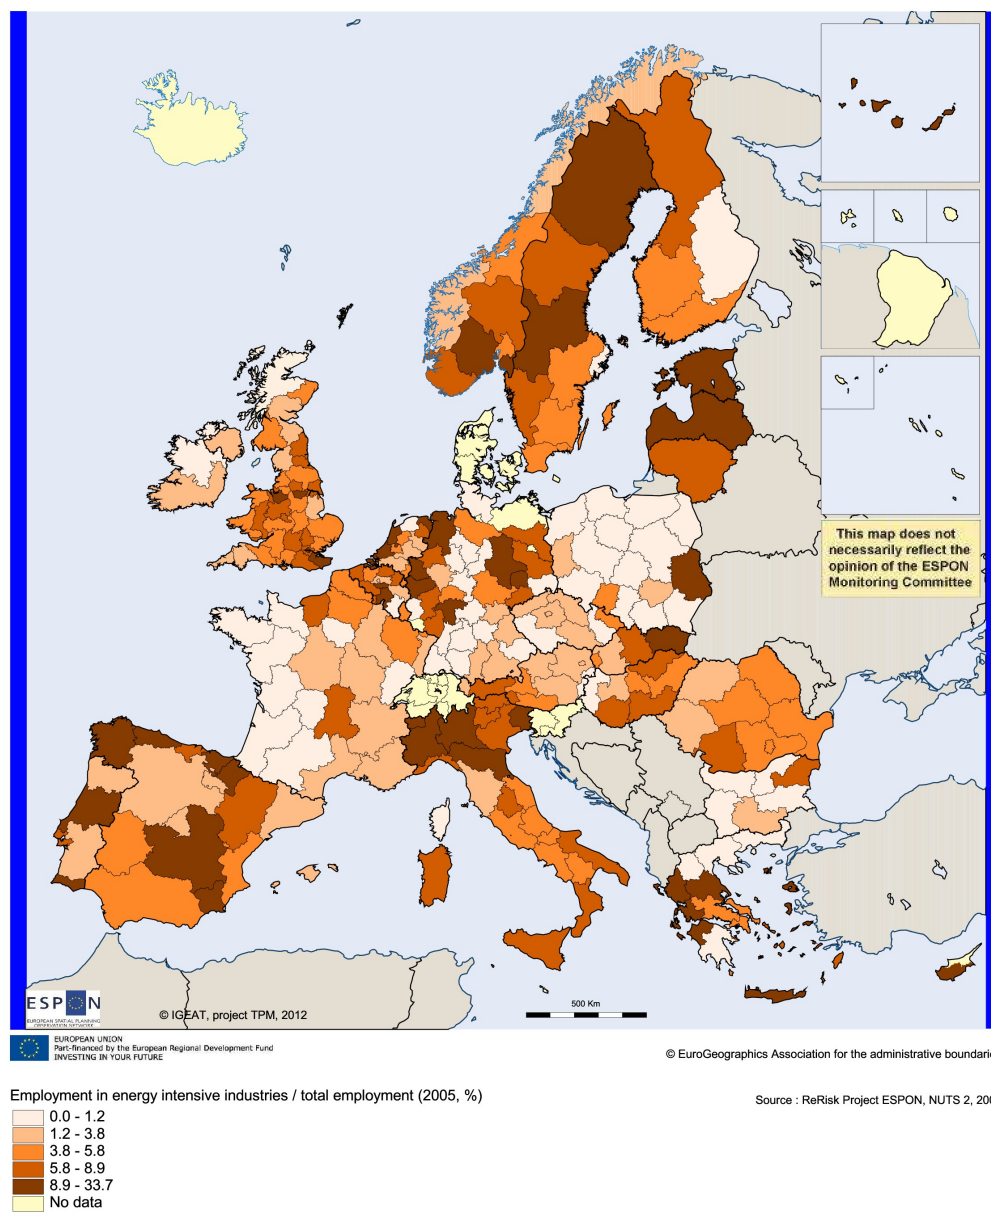 This map does not
necessarily reflect the
opinion of the ESPON
Monitoring Committee
ESPON
EUROPEAN SPATIAL PLANNING
OBSERVATION NETWORK
© IGEAT, project TPM, 2012
500 Km
EUROPEAN UNION
Part-financed by the European Regional Development Fund
INVESTING IN YOUR FUTURE
© EuroGeographics Association for the administrative boundari
Employment in energy intensive industries / total employment (2005, %)
Source : ReRisk Project ESPON, NUTS 2, 200
0.0 - 1.2
1.2 - 3.8
3.8 - 5.8
5.8 - 8.9
8.9 - 33.7
No data